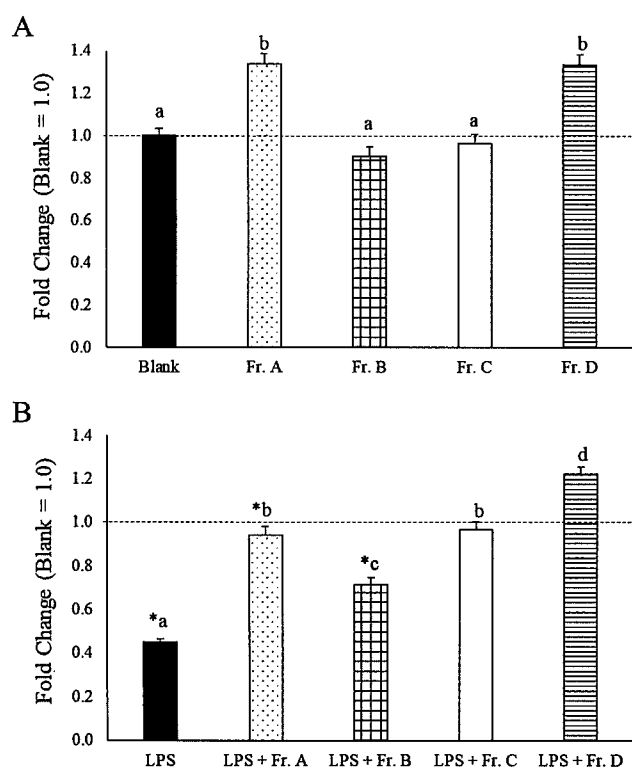 A
Fold Change (Blank = 1.0)
1.4
1.2
1.0
0.8
0.6
0.4
0.2
0.0
a
b
a
a
b
Blank
Fr. A
Fr. B
Fr. C
Fr. D
B
Fold Change (Blank = 1.0)
1.4
1.2
1.0
0.8
0.6
0.4
0.2
0.0
*a
*b
*c
b
d
LPS
LPS + Fr. A
LPS + Fr. B
LPS + Fr. C
LPS + Fr. D